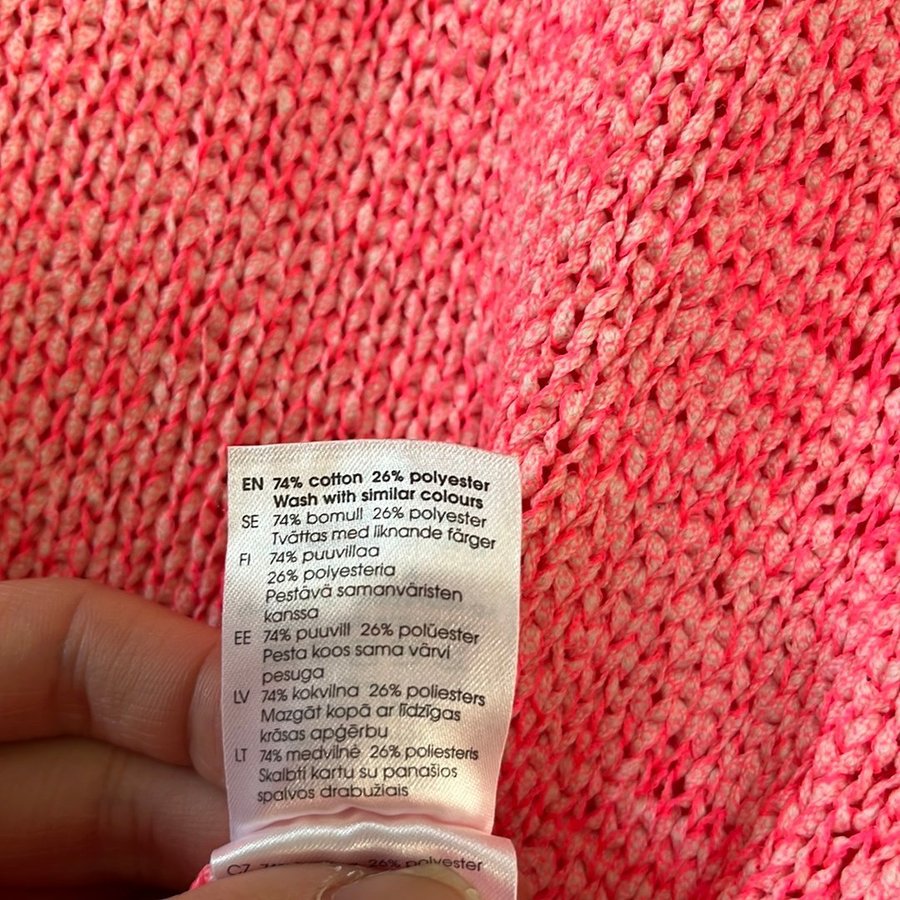 EN 74% cotton 26% polyester
Wash with similar colours
SE 74% bomull 26% polyester
Tvättas med liknande färger
FI 74% puuvillaa
26% polyesteria
Pestävä samanväristen
kanssa
EE 74% puuvill 26% polüester
Pesta koos sama värvi
pesuga
LV 74% kokvilna 26% poliesters
Mazgāt kopā ar līdzīgas
krāsas apģērbu
LT 74% medvilnė 26% poliesteris
Skalbti kartu su panašios
spalvos drabužiais
CZ 26% polyester